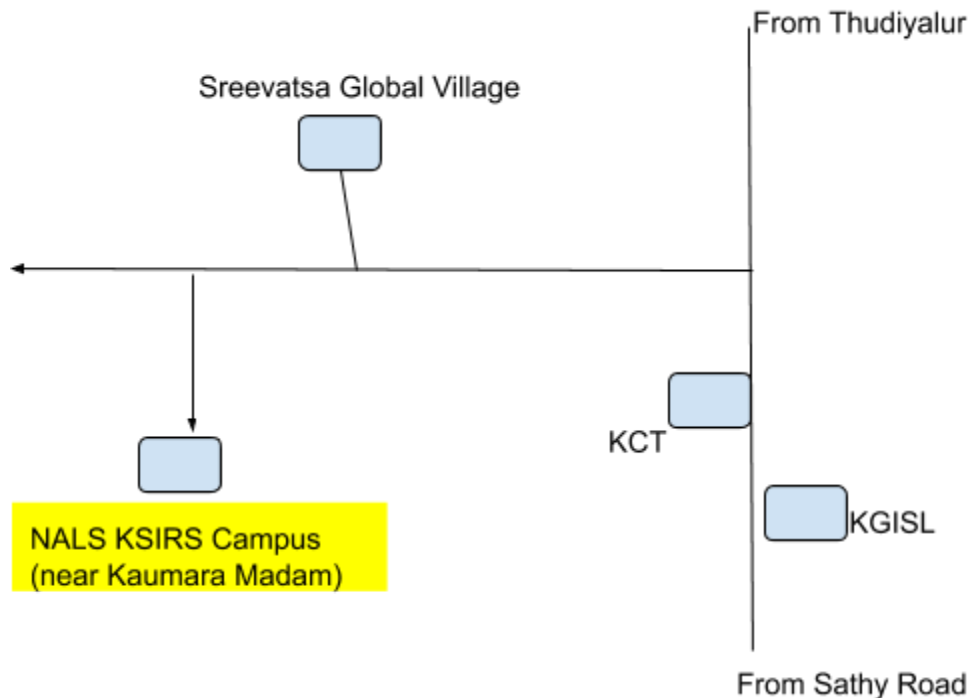 From Thudiyalur
Sreevatsa Global Village
KCT
KGISL
NALS KSIRS Campus
(near Kaumara Madam)
From Sathy Road